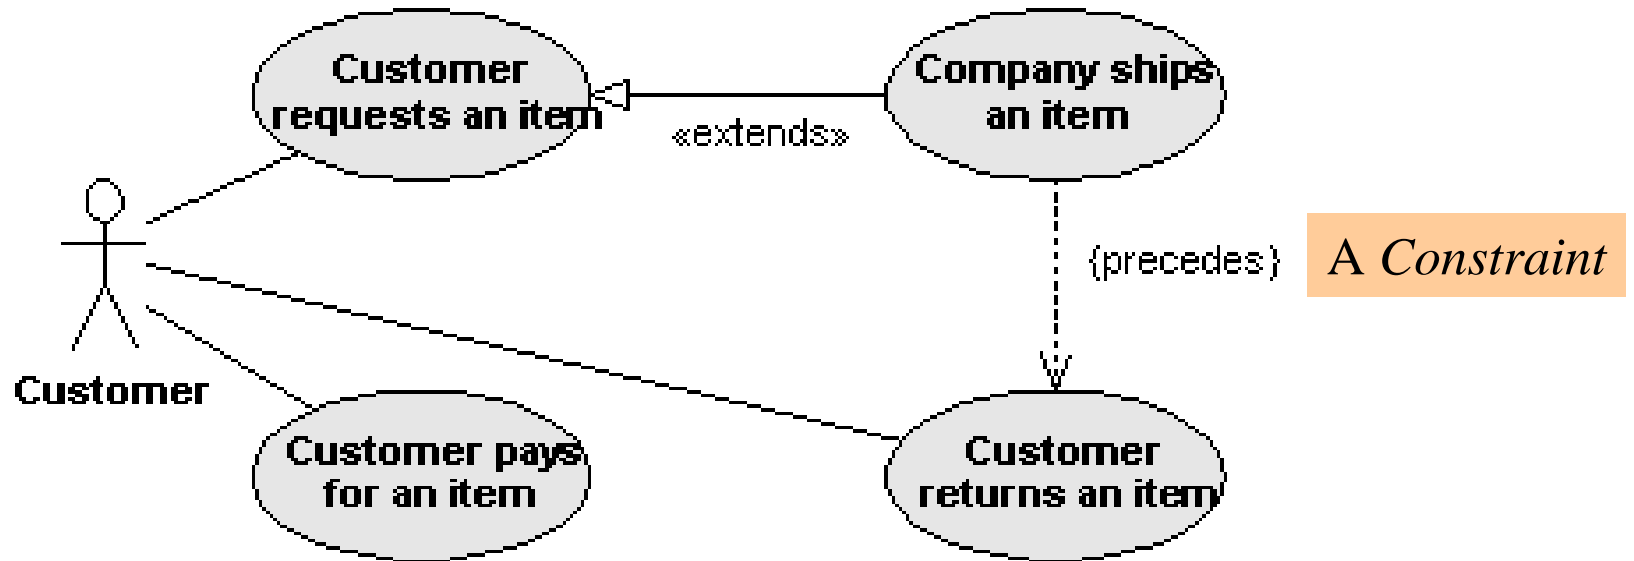 Customer
requests an item
Company ships
an item
«extends»
{precedes}
A Constraint
Customer
Customer pays
for an item
Customer
returns an item